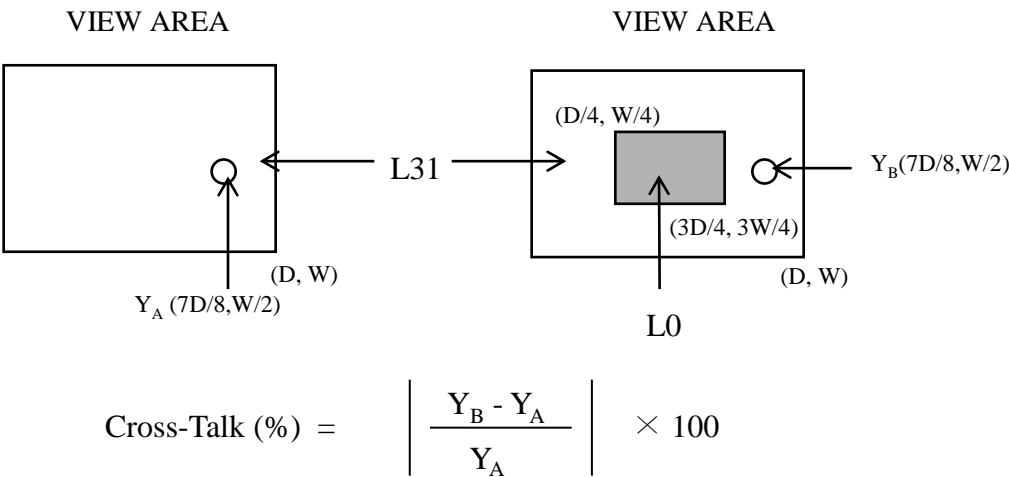 VIEW AREA
VIEW AREA
(D/4, W/4)
L31
Y_B(7D/8,W/2)
(3D/4, 3W/4)
(D, W)
(D, W)
Y_A (7D/8,W/2)
L0
Cross-Talk (%) = | Y_B - Y_A / Y_A | × 100